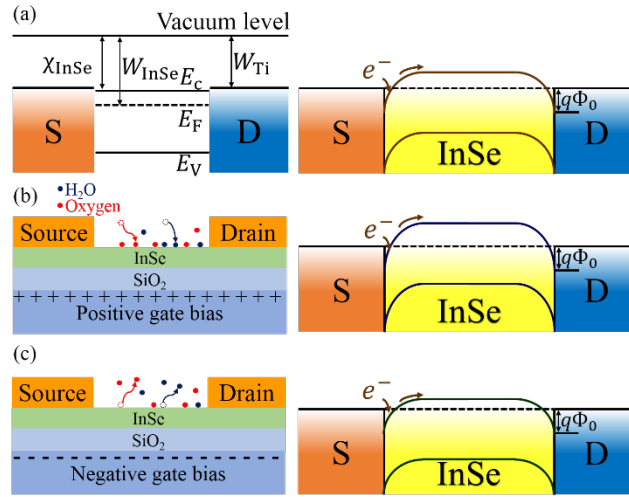 (a)
Vacuum level
χInSe
WInSe
Ec
WTi
EF
EV
S
D
e−
qΦ0
S
InSe
D
(b)
H2O
Oxygen
Source
Drain
InSe
SiO2
+ + + + + + + + + + + + + + +
Positive gate bias
e−
qΦ0
S
InSe
D
(c)
Source
Drain
InSe
SiO2
Negative gate bias
e−
qΦ0
S
InSe
D